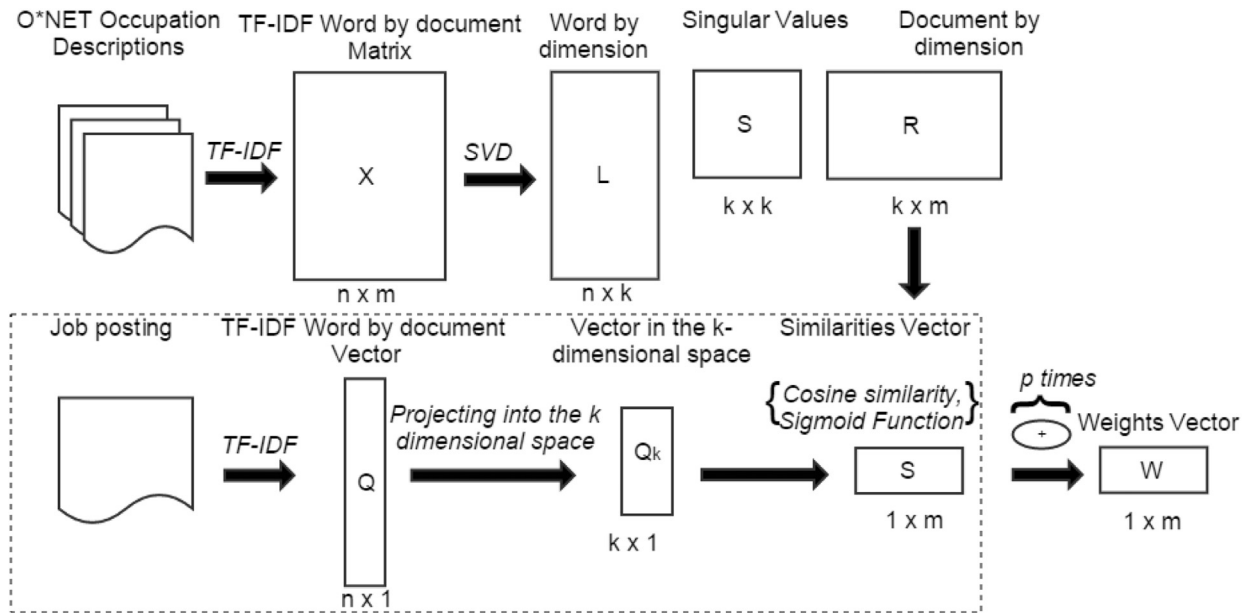 O*NET Occupation
Descriptions
TF-IDF Word by document
Matrix
Word by
dimension
Singular Values
Document by
dimension
TF-IDF
X
SVD
L
S
R
k x k
k x m
n x m
n x k
Job posting
TF-IDF Word by document
Vector
Vector in the k-
dimensional space
Similarities Vector
TF-IDF
Q
Projecting into the k
dimensional space
Qk
{Cosine similarity,
Sigmoid Function}
S
p times
+
Weights Vector
W
1 x m
1 x m
k x 1
n x 1